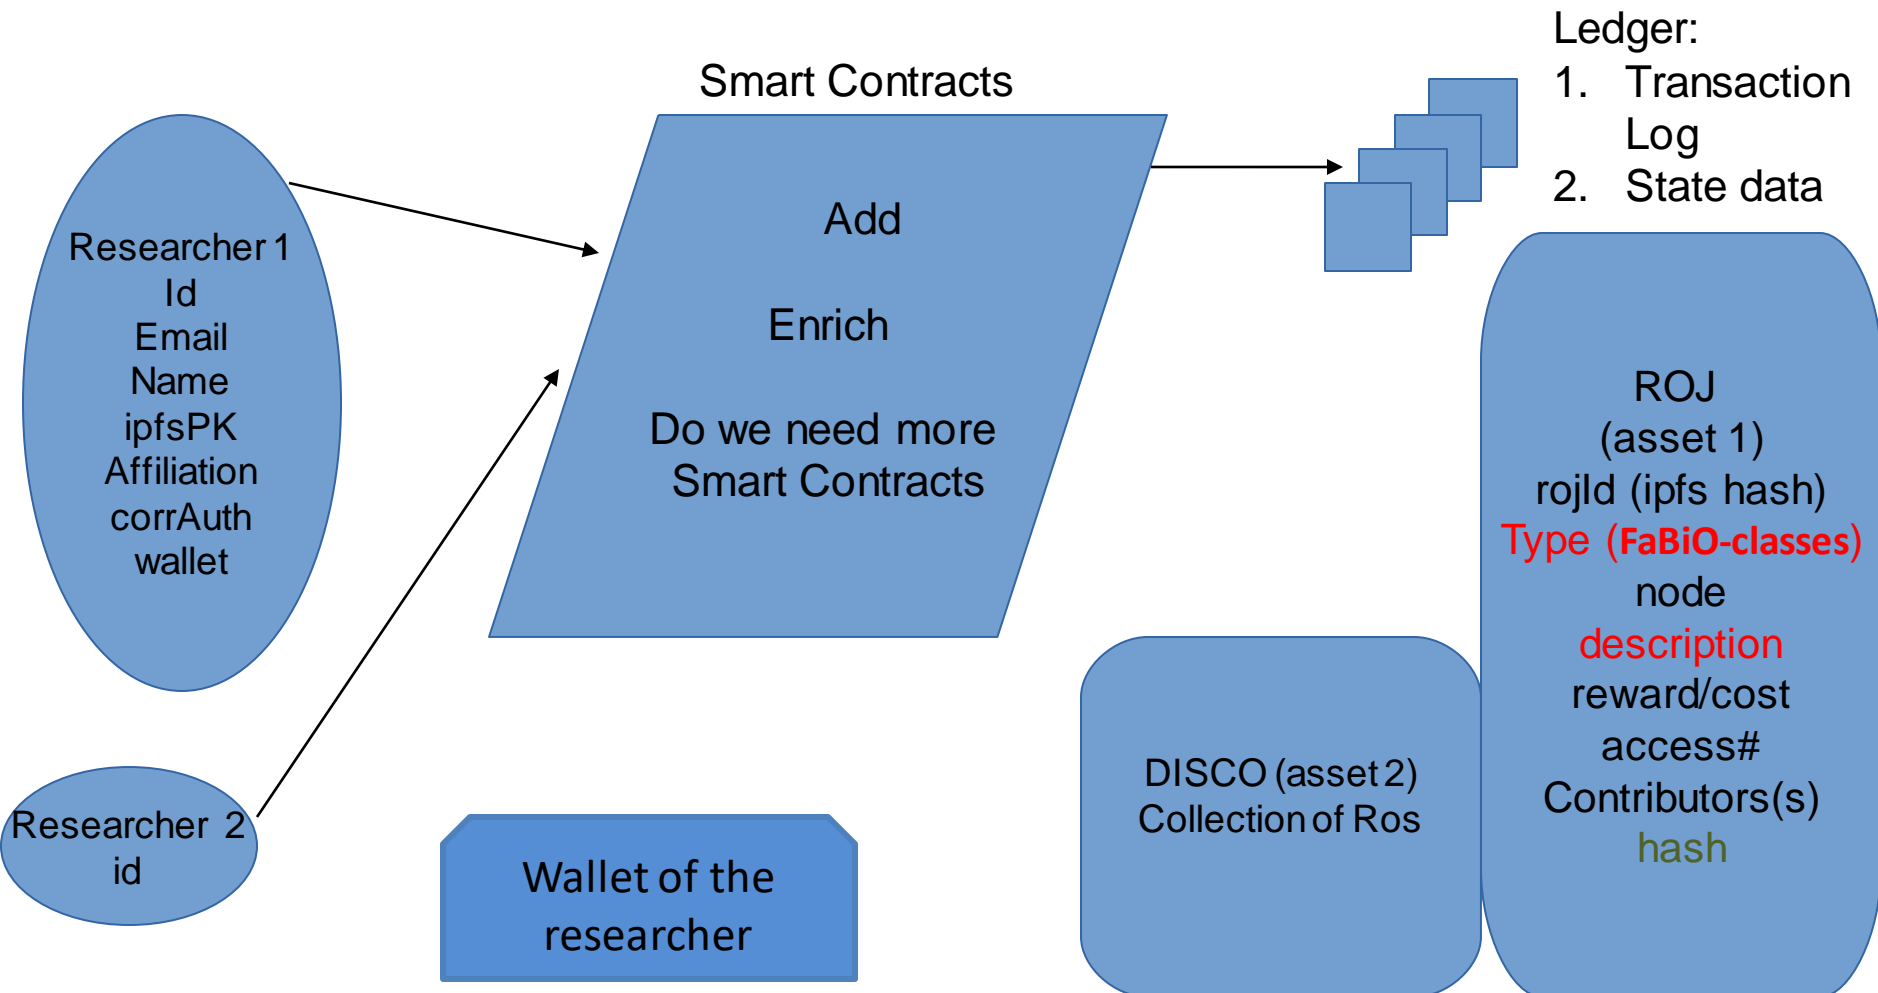 Smart Contracts
Ledger:
1. Transaction
Log
2. State data
Researcher 1
Id
Email
Name
ipfsPK
Affiliation
corrAuth
wallet
Add
Enrich
Do we need more
Smart Contracts
ROJ
(asset 1)
rojId (ipfs hash)
Type (FaBiO-classes)
node
description
reward/cost
access#
Contributors(s)
hash
DISCO (asset 2)
Collection of Ros
Researcher 2
id
Wallet of the
researcher